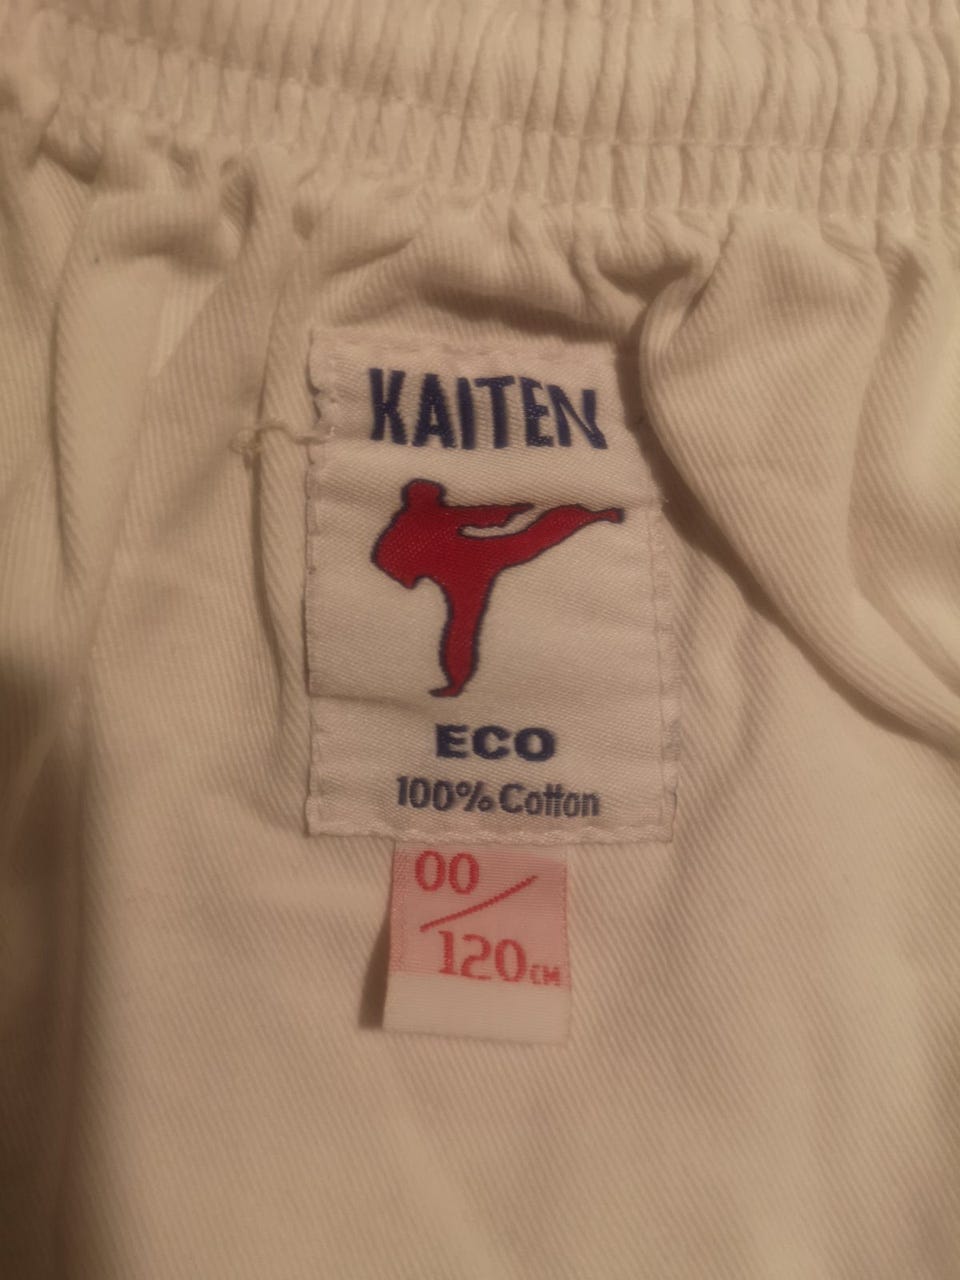 KAITEN
ECO
100% Cotton
00/
120CM